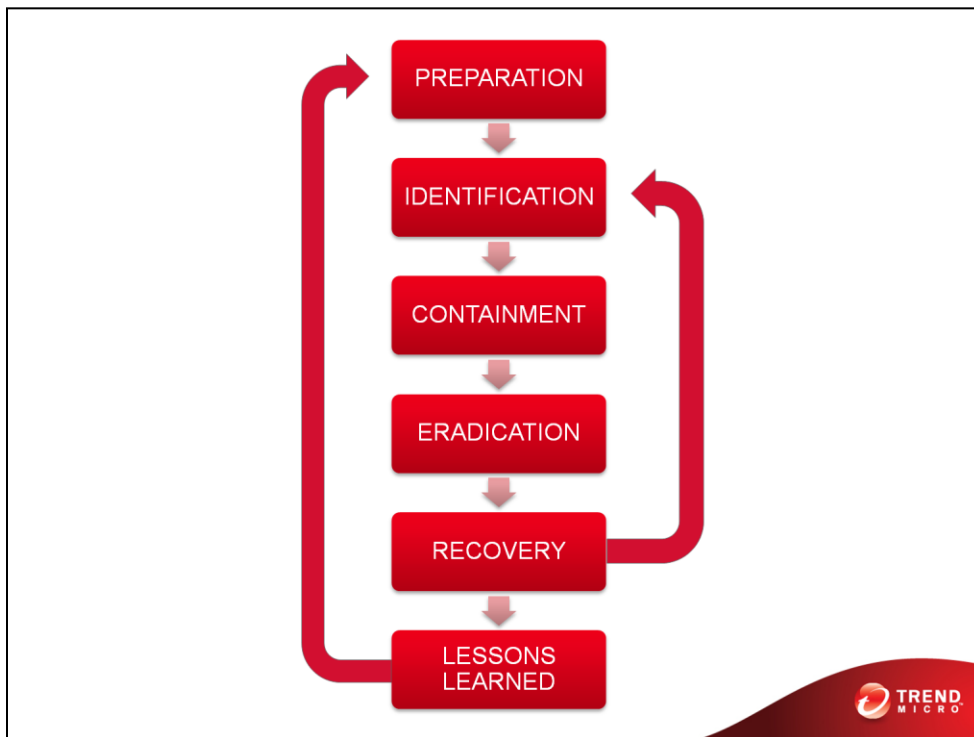 PREPARATION
IDENTIFICATION
CONTAINMENT
ERADICATION
RECOVERY
LESSONS
LEARNED
TREND
MICRO